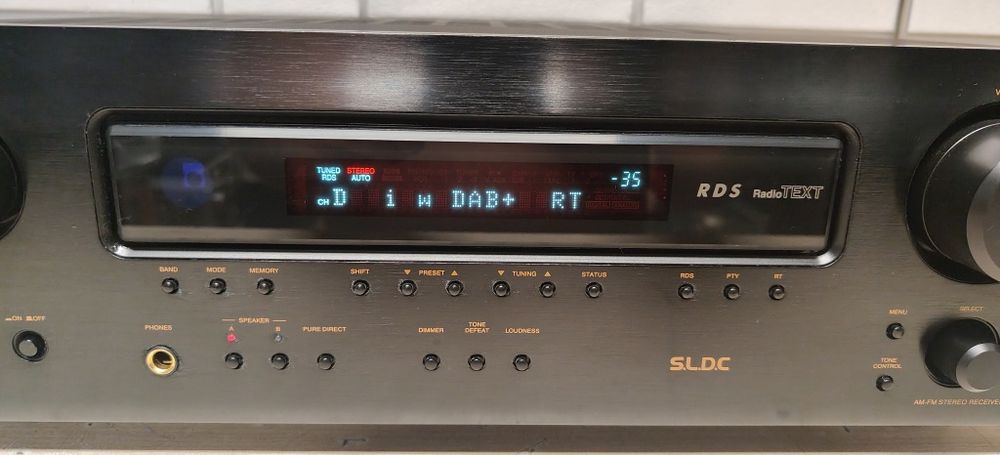 TUNED STEREO
RDS AUTO
-35
CH D i w DAB+ RT
RDS RadioTEXT
BAND MODE MEMORY SHIFT ▼ PRESET ▲ ▼ TUNING ▲ STATUS RDS PTY RT
ON OFF
PHONES
SPEAKER
A B
PURE DIRECT
DIMMER
TONE
DEFEAT
LOUDNESS
S.L.D.C
MENU
SELECT
TONE
CONTROL
AM-FM STEREO RECEIVER